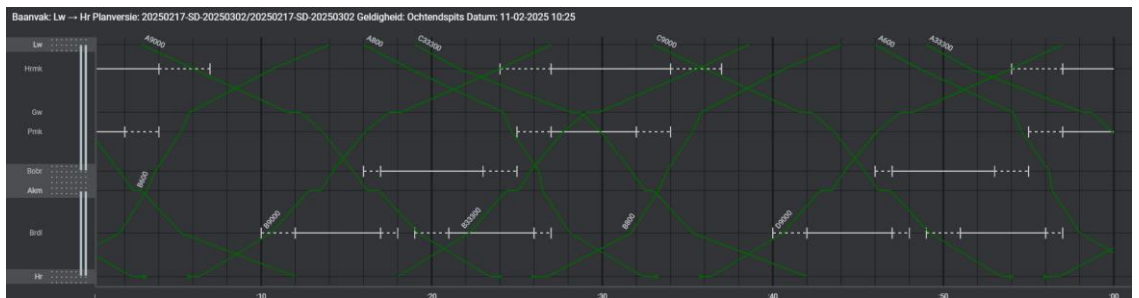 Baanvak: Lw → Hr Planversie: 20250217-SD-20250302/20250217-SD-20250302 Geldigheid: Ochtendspits Datum: 11-02-2025 10:25
A9000 A800 C33300 C9000 A600 A33300
Lw
Hrmk
Gw
Prnk
Bobr
Akm
B600
B9000 B33300 B800 D9000
Brdl
Hr
:10 :20 :30 :40 :50 :00